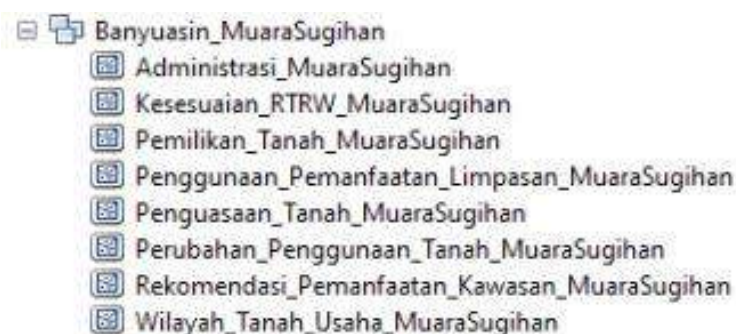 Banyuasin_MuaraSugihan
Administrasi_MuaraSugihan
Kesesuaian_RTRW_MuaraSugihan
Pemilikan_Tanah_MuaraSugihan
Penggunaan_Pemanfaatan_Limpasan_MuaraSugihan
Penguasaan_Tanah_MuaraSugihan
Perubahan_Penggunaan_Tanah_MuaraSugihan
Rekomendasi_Pemanfaatan_Kawasan_MuaraSugihan
Wilayah_Tanah_Usaha_MuaraSugihan